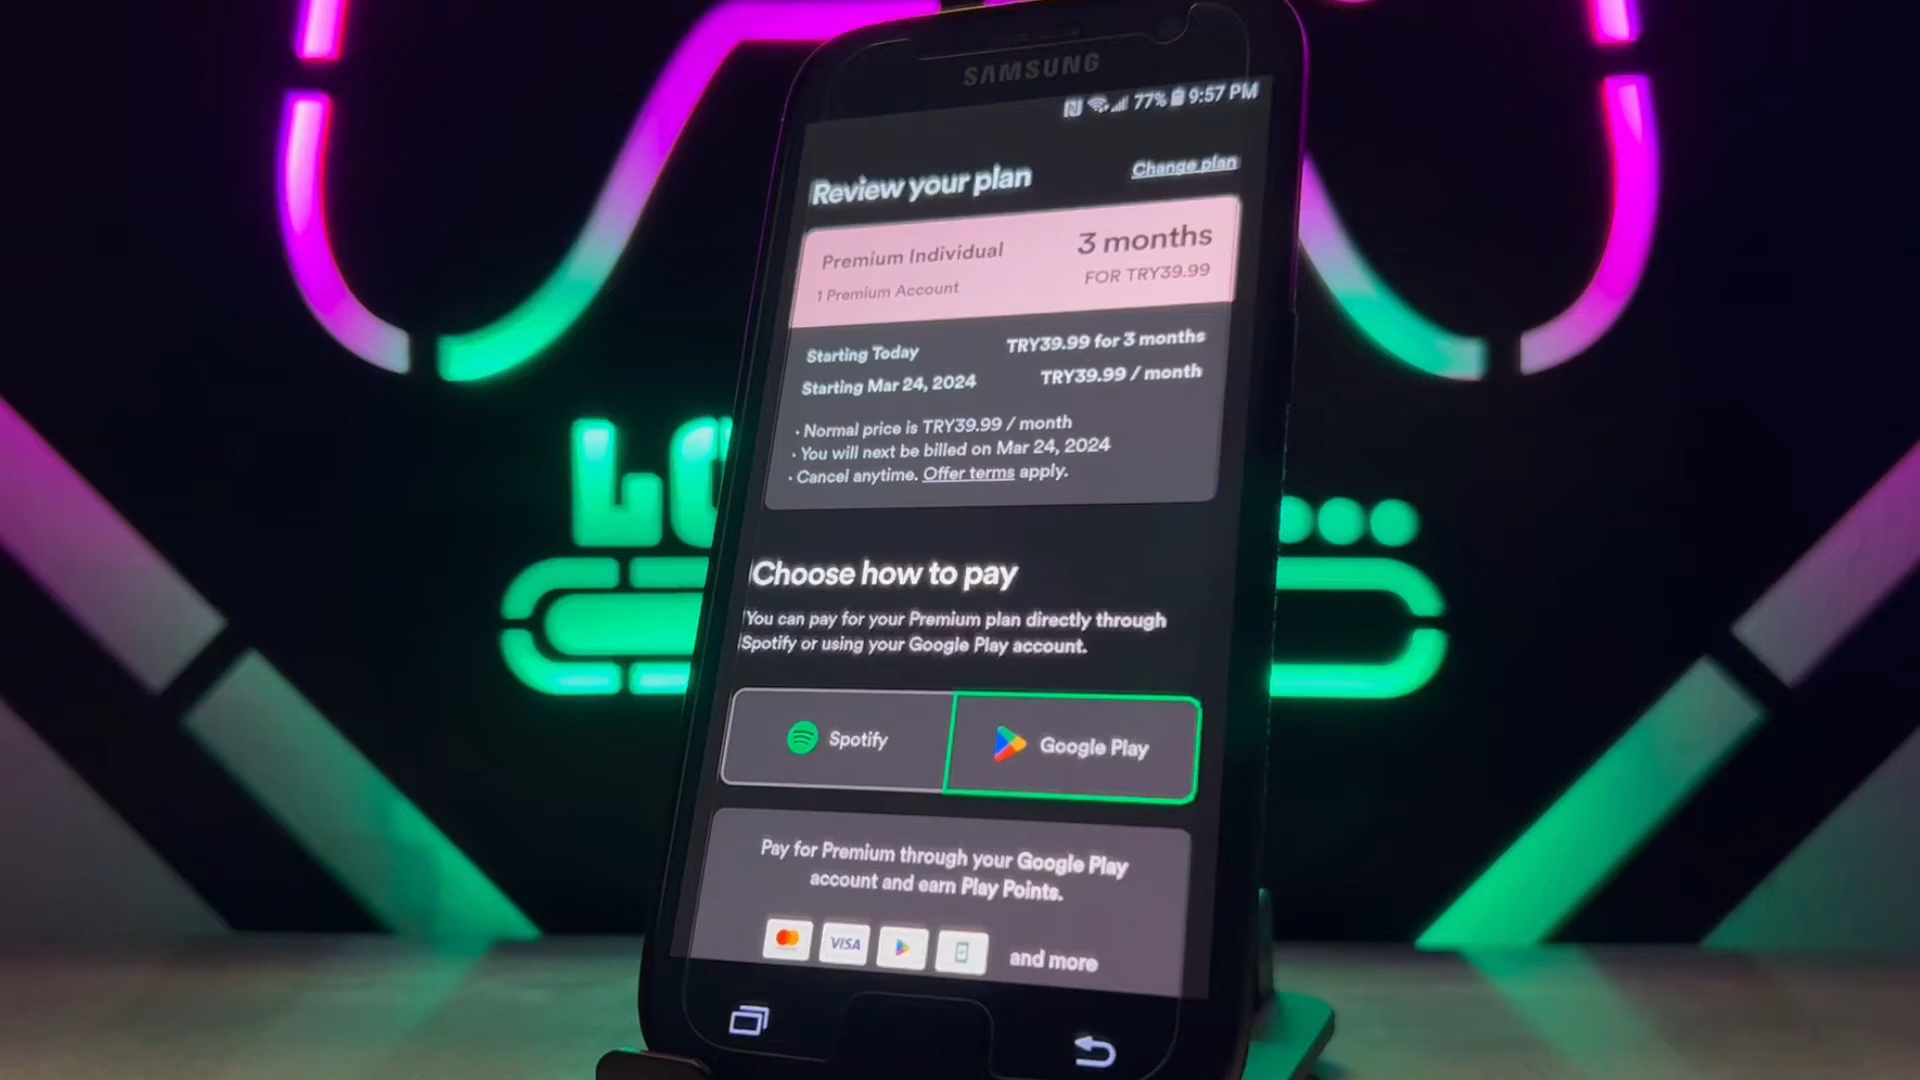 SAMSUNG
77% 9:57 PM
Review your plan
Change plan
Premium Individual
3 months
1 Premium Account
FOR TRY39.99
Starting Today
TRY39.99 for 3 months
Starting Mar 24, 2024
TRY39.99 / month
· Normal price is TRY39.99 / month
· You will next be billed on Mar 24, 2024
· Cancel anytime. Offer terms apply.
Choose how to pay
You can pay for your Premium plan directly through
Spotify or using your Google Play account.
Spotify
Google Play
Pay for Premium through your Google Play
account and earn Play Points.
VISA
and more